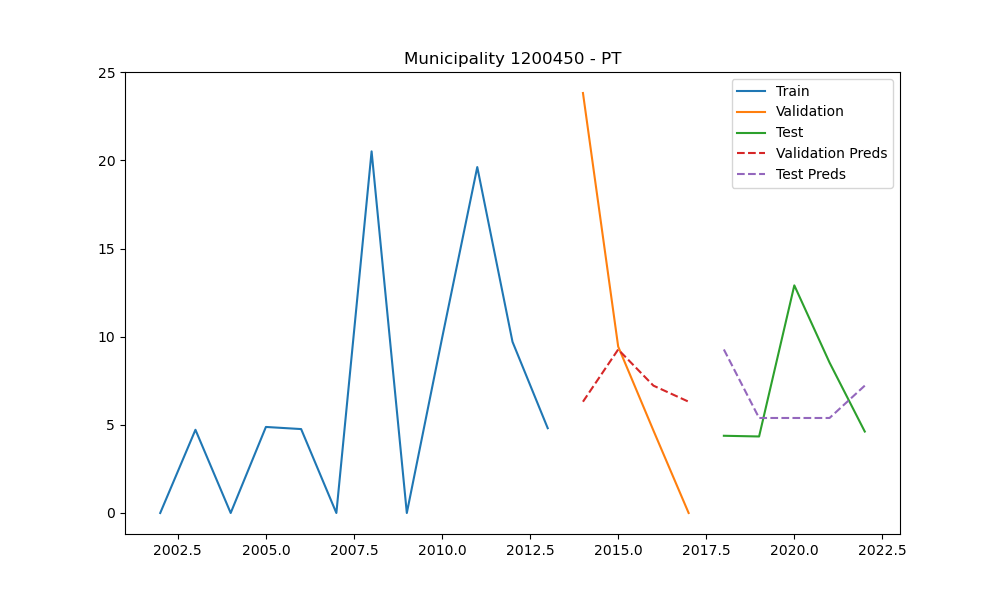 Municipality 1200450 - PT
25
20
15
10
5
0
Train
Validation
Test
Validation Preds
Test Preds
2002.5 2005.0 2007.5 2010.0 2012.5 2015.0 2017.5 2020.0 2022.5